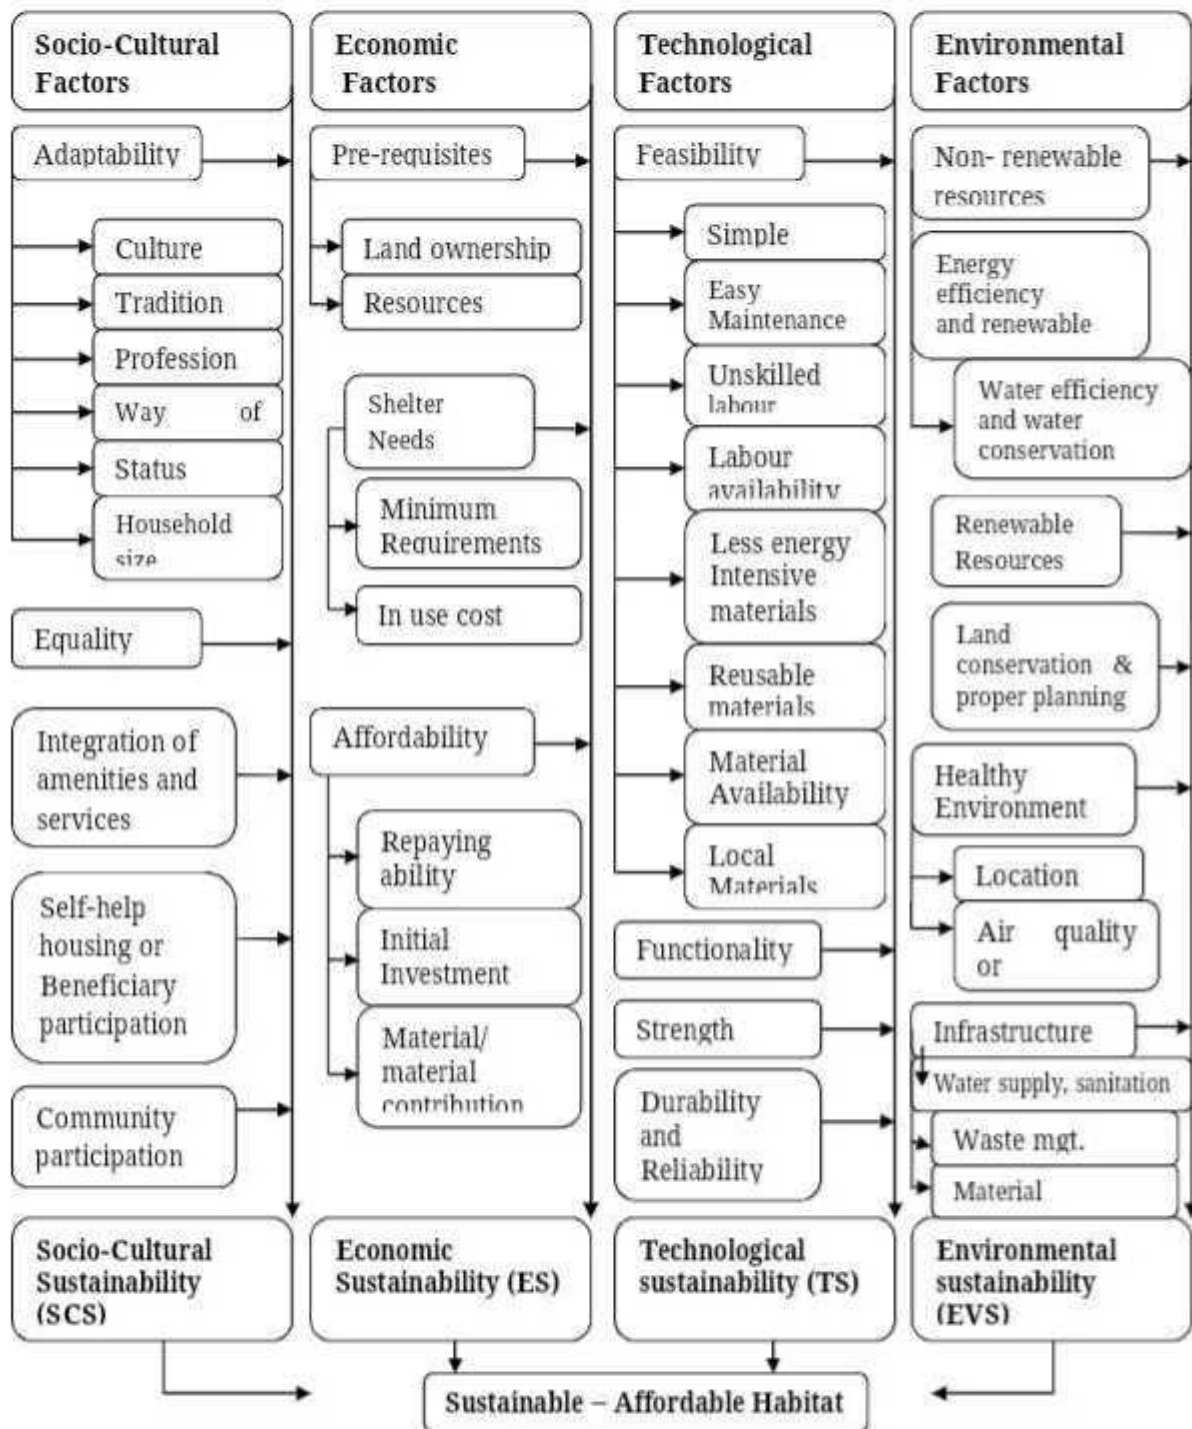 Socio-Cultural
Factors
Adaptability
Culture
Tradition
Profession
Way of
Status
Household
size
Equality
Integration of
amenities and
services
Self-help
housing or
Beneficiary
participation
Community
participation
Socio-Cultural
Sustainability
(SCS)
Economic
Factors
Pre-requisites
Land ownership
Resources
Shelter
Needs
Minimum
Requirements
In use cost
Affordability
Repaying
ability
Initial
Investment
Material/
material
contribution
Economic
Sustainability (ES)
Technological
Factors
Feasibility
Simple
Easy
Maintenance
Unskilled
labour
Labour
availability
Less energy
Intensive
materials
Reusable
materials
Material
Availability
Local
Materials
Functionality
Strength
Durability
and
Reliability
Technological
sustainability (TS)
Environmental
Factors
Non- renewable
resources
Energy
efficiency
and renewable
Water efficiency
and water
conservation
Renewable
Resources
Land
conservation &
proper planning
Healthy
Environment
Location
Air quality
or
Infrastructure
Water supply, sanitation
Waste mgt.
Material
Environmental
sustainability
(EVS)
Sustainable – Affordable Habitat